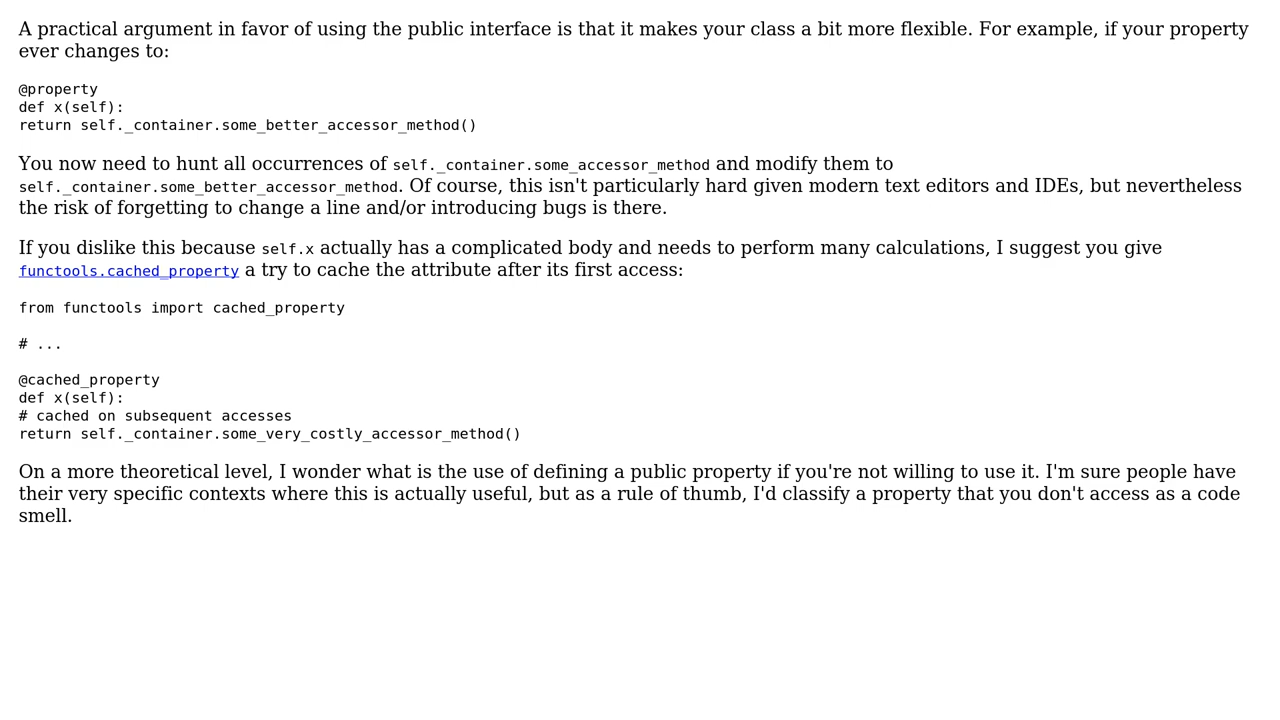 A practical argument in favor of using the public interface is that it makes your class a bit more flexible. For example, if your property
ever changes to:
@property
def x(self):
return self._container.some_better_accessor_method()
You now need to hunt all occurrences of self._container.some_accessor_method and modify them to
self._container.some_better_accessor_method. Of course, this isn't particularly hard given modern text editors and IDEs, but nevertheless
the risk of forgetting to change a line and/or introducing bugs is there.
If you dislike this because self.x actually has a complicated body and needs to perform many calculations, I suggest you give
functools.cached_property a try to cache the attribute after its first access:
from functools import cached_property
# ...
@cached_property
def x(self):
# cached on subsequent accesses
return self._container.some_very_costly_accessor_method()
On a more theoretical level, I wonder what is the use of defining a public property if you're not willing to use it. I'm sure people have
their very specific contexts where this is actually useful, but as a rule of thumb, I'd classify a property that you don't access as a code
smell.